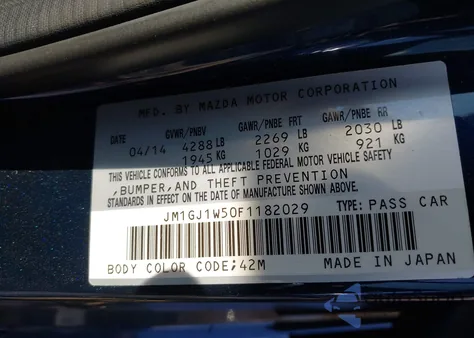 MFD. BY MAZDA MOTOR CORPORATION
GVWR/PNBV GAWR/PNBE FRT GAWR/PNBE RR
04/14 4288 LB 2269 LB 2030 LB
1945 KG 1029 KG 921 KG
THIS VEHICLE CONFORMS TO ALL APPLICABLE FEDERAL MOTOR VEHICLE SAFETY
,BUMPER,AND THEFT PREVENTION
STANDARDS IN EFFECT ON THE DATE OF MANUFACTURE SHOWN ABOVE.
JM1GJ1W50F1182029 TYPE: PASS CAR
BODY COLOR CODE;42M MADE IN JAPAN